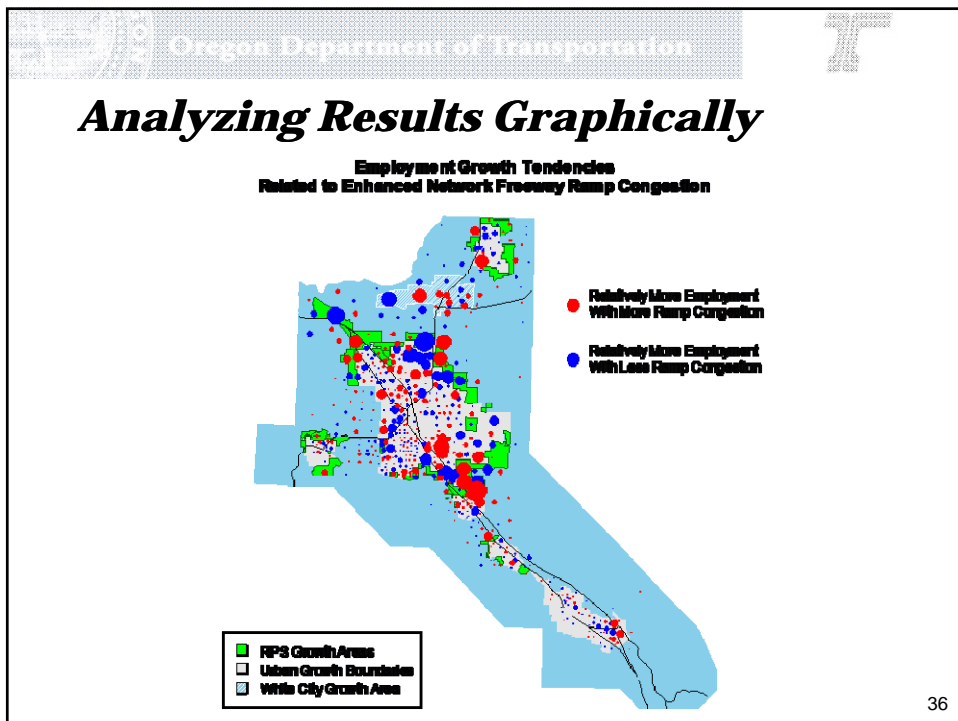 Oregon Department of Transportation
Analyzing Results Graphically
Employment Growth Tendencies
Related to Enhanced Network Freeway Ramp Congestion
Relatively More Employment
With More Ramp Congestion
Relatively More Employment
With Less Ramp Congestion
RPS Growth Areas
Urban Growth Boundaries
White City Growth Area
36